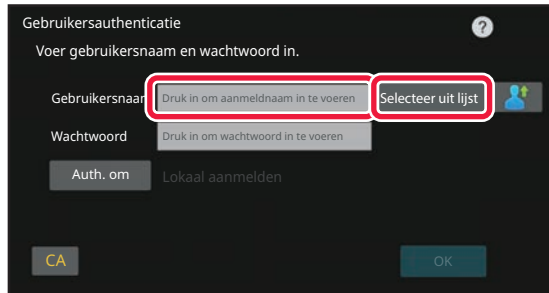 Gebruikersauthenticatie
?
Voer gebruikersnaam en wachtwoord in.
Gebruikersnaam Druk in om aanmeldnaam in te voeren Selecteer uit lijst
Wachtwoord Druk in om wachtwoord in te voeren
Auth. om Lokaal aanmelden
CA OK